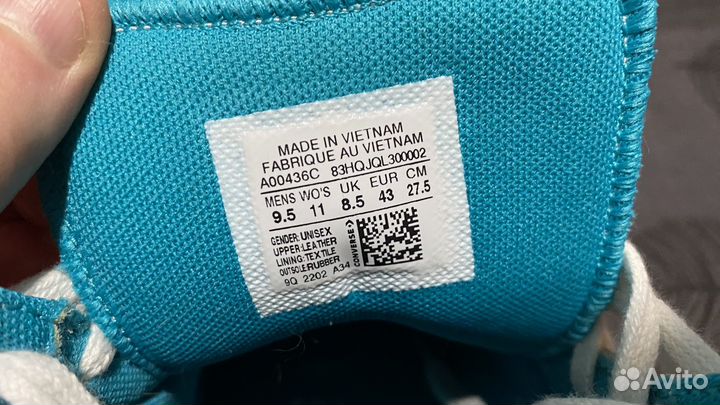 MADE IN VIETNAM
FABRIQUE AU VIETNAM
A00436C 83HQJQL300002
MENS WO'S UK EUR CM
9.5 11 8.5 43 27.5
GENDER:UNISEX
UPPER:LEATHER
LINING:TEXTILE
OUTSOLE:RUBBER
9Q 2202 A34
CONVERSE
Avito